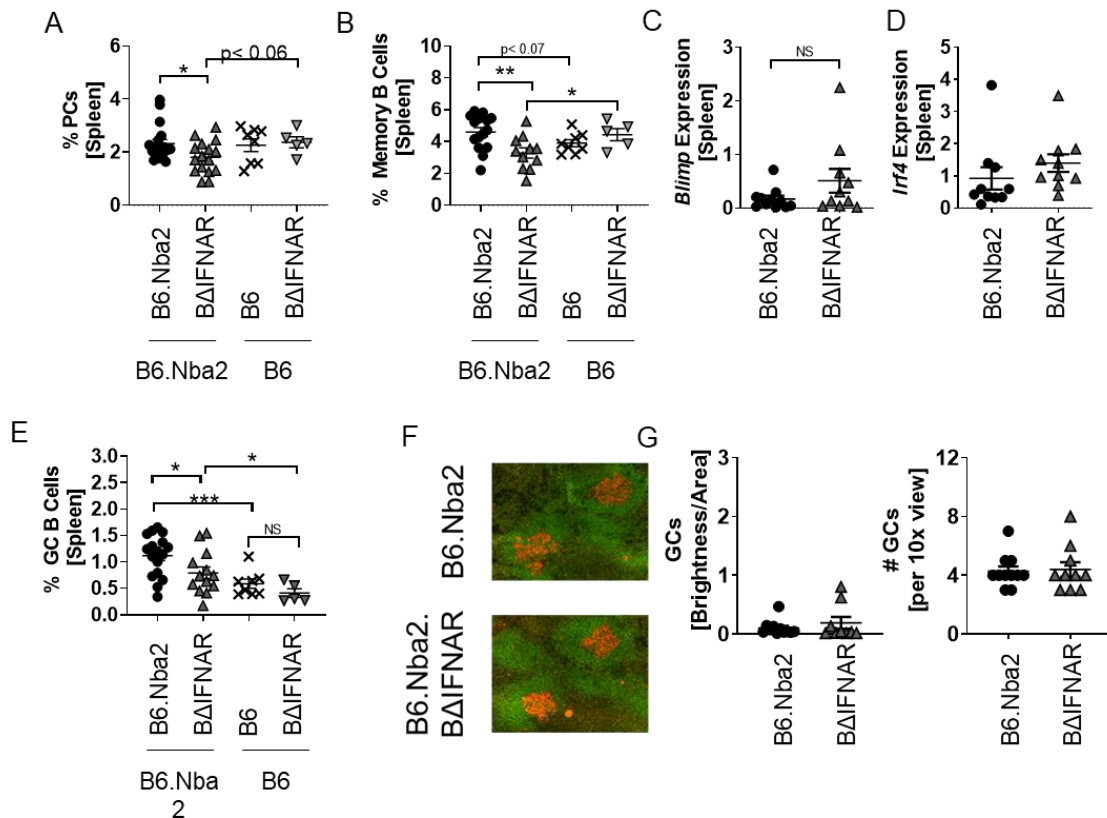 A
% PCs
[Spleen]
6
4
2
0
*
p< 0.06
B6.Nba2
BΔIFNAR
B6
BΔIFNAR
B6.Nba2
B6
B
% Memory B Cells
[Spleen]
10
8
6
4
2
0
p< 0.07
**
*
B6.Nba2
BΔIFNAR
B6
BΔIFNAR
B6.Nba2
B6
C
Blimp Expression
[Spleen]
3
2
1
0
NS
B6.Nba2
BΔIFNAR
D
Irf4 Expression
[Spleen]
5
4
3
2
1
0
B6.Nba2
BΔIFNAR
E
% GC B Cells
[Spleen]
3.0
2.5
2.0
1.5
1.0
0.5
0.0
*
*
***
NS
B6.Nba2
BΔIFNAR
B6
BΔIFNAR
B6.Nba
2
B6
F
B6.Nba2
B6.Nba2.
BΔIFNAR
G
GCs
[Brightness/Area]
3
2
1
0
B6.Nba2
BΔIFNAR
# GCs
[per 10x view]
12
8
4
0
B6.Nba2
BΔIFNAR